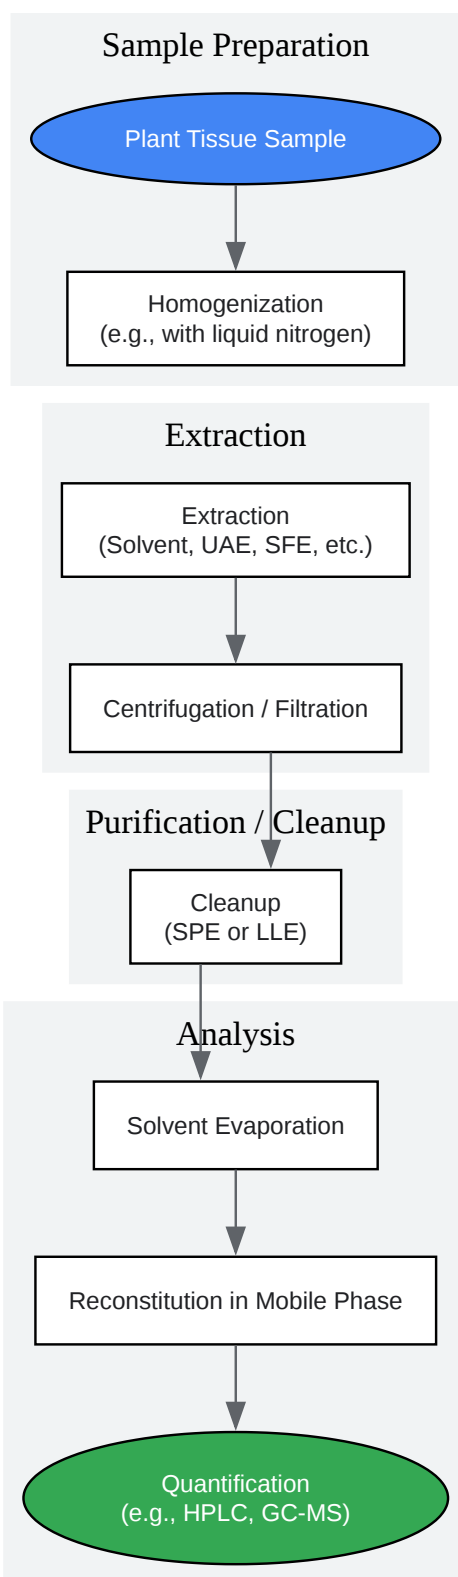 Sample Preparation
Plant Tissue Sample
Homogenization
(e.g., with liquid nitrogen)
Extraction
Extraction
(Solvent, UAE, SFE, etc.)
Centrifugation / Filtration
Purification / Cleanup
Cleanup
(SPE or LLE)
Analysis
Solvent Evaporation
Reconstitution in Mobile Phase
Quantification
(e.g., HPLC, GC-MS)